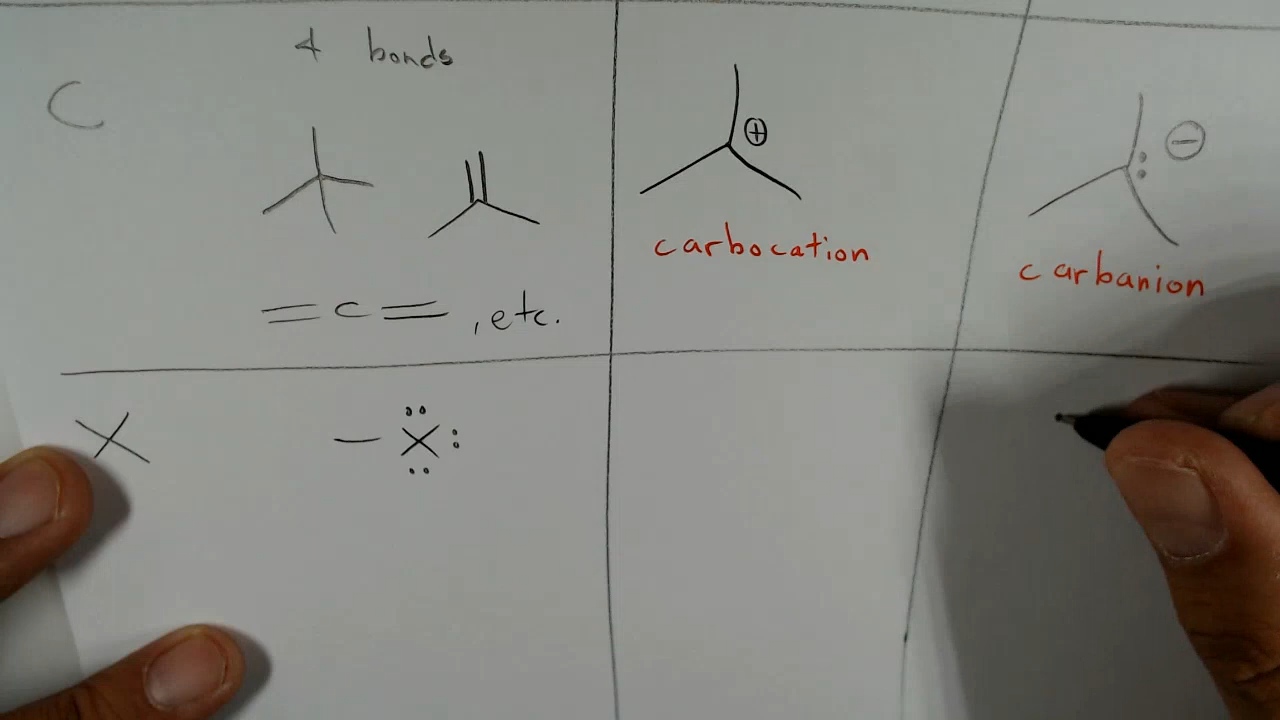 4 bonds
C
⊕
carbocation
⊖
carbanion
= C = , etc.
X
— X